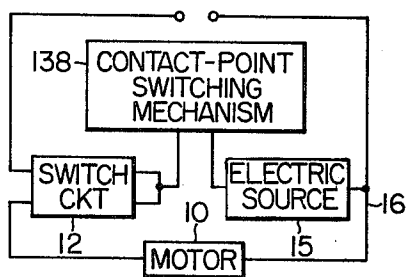 138
CONTACT-POINT
SWITCHING
MECHANISM
SWITCH
CKT
12
ELECTRIC
SOURCE
15
16
10
MOTOR